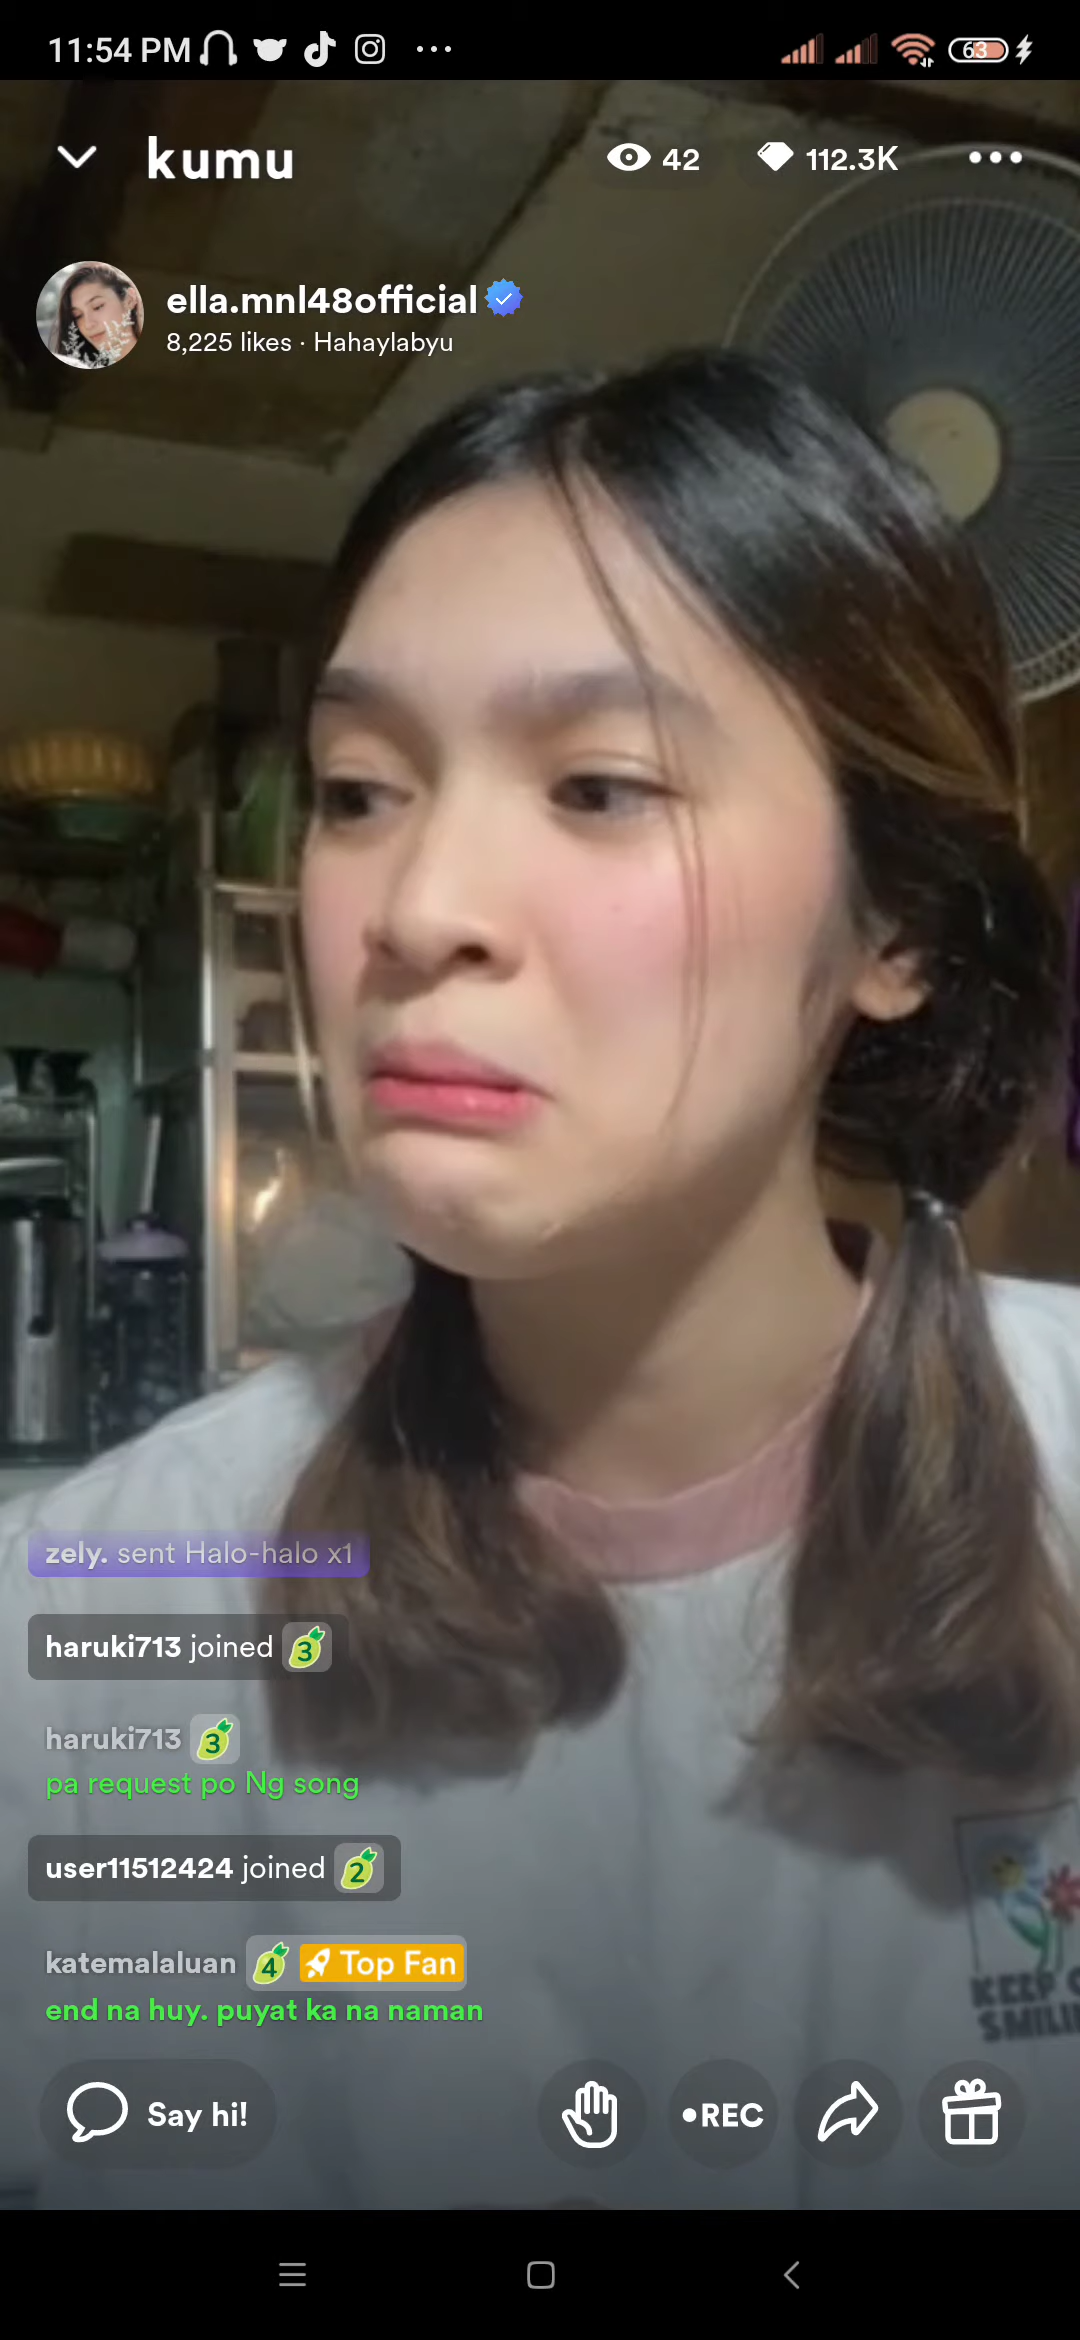 11:54 PM
63
kumu
42
112.3K
ella.mnl48official
8,225 likes · Hahaylabyu
zely. sent Halo-halo x1
haruki713 joined 3
haruki713 3
pa request po Ng song
user11512424 joined 2
katemalaluan 4 Top Fan
end na huy. puyat ka na naman
KEEP
Say hi!
•REC